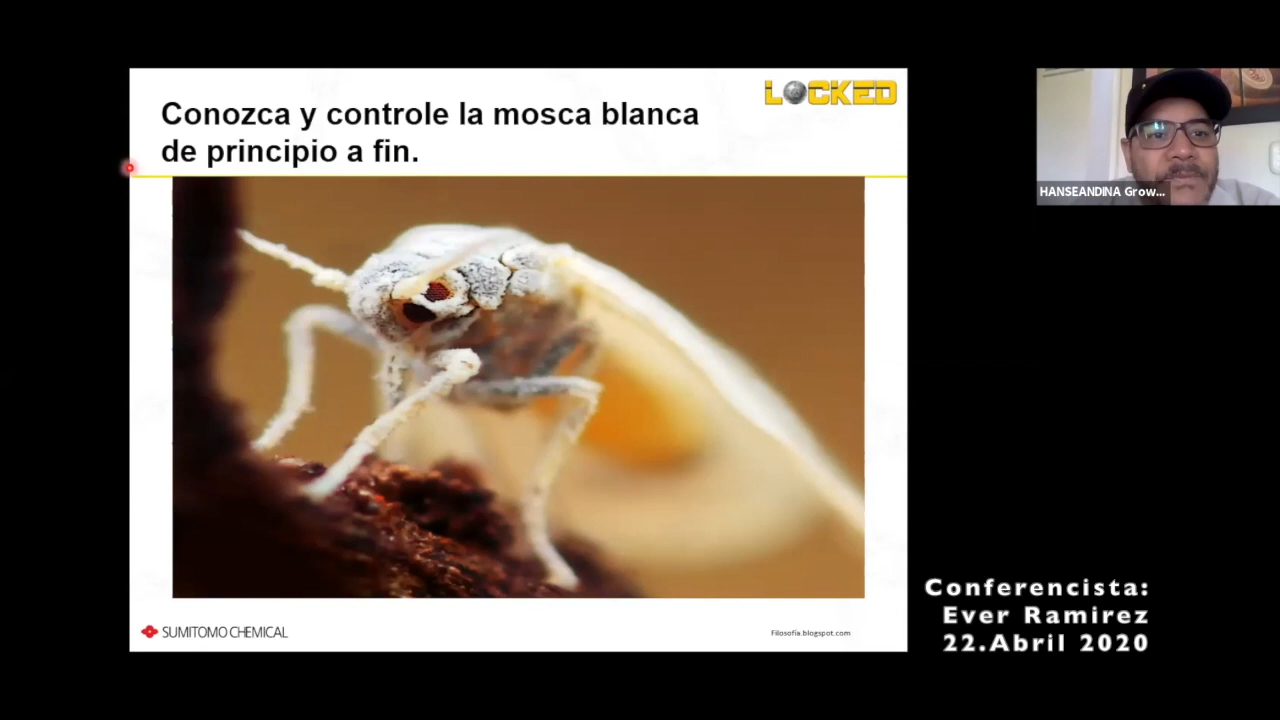 LOCKED
Conozca y controle la mosca blanca
de principio a fin.
HANSEANDINA Grow...
SUMITOMO CHEMICAL
Filosofia.blogspot.com
Conferencista:
Ever Ramirez
22.Abril 2020